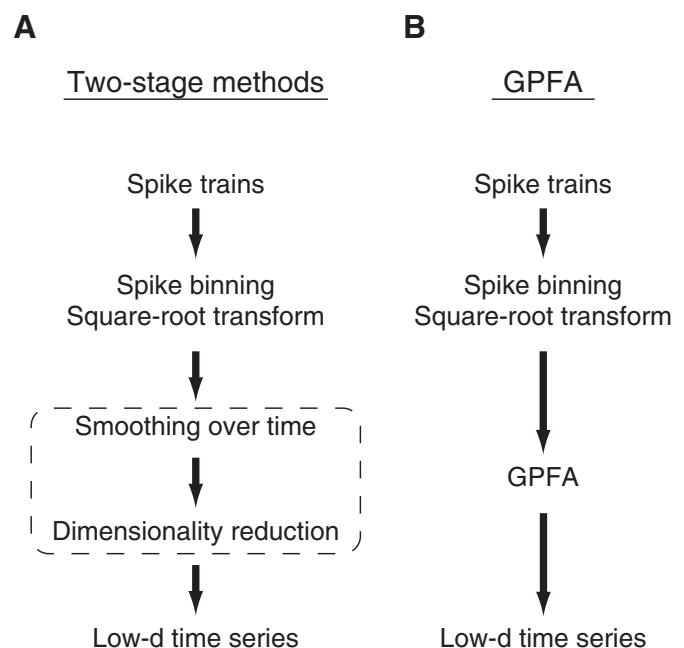 A
Two-stage methods
Spike trains
Spike binning
Square-root transform
Smoothing over time
Dimensionality reduction
Low-d time series
B
GPFA
Spike trains
Spike binning
Square-root transform
GPFA
Low-d time series